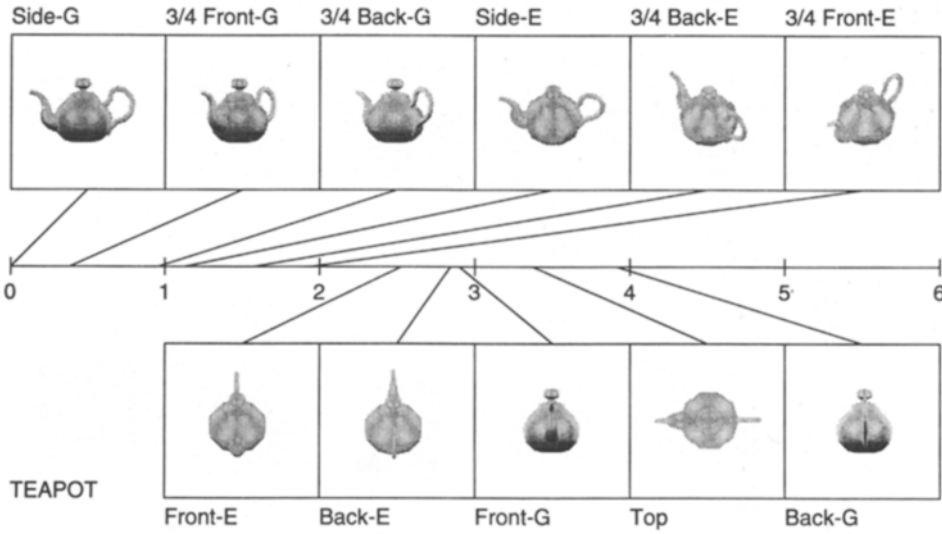 Side-G 3/4 Front-G 3/4 Back-G Side-E 3/4 Back-E 3/4 Front-E
0 1 2 3 4 5 6
TEAPOT
Front-E Back-E Front-G Top Back-G